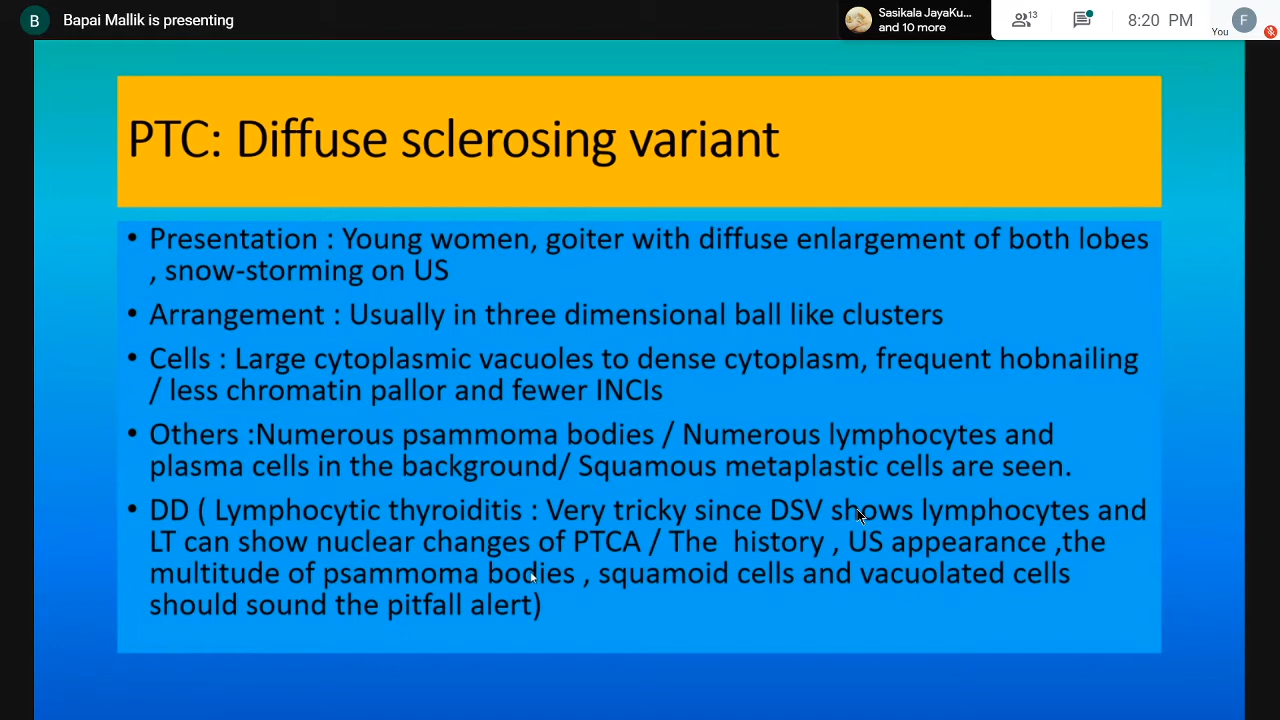 B Bapai Mallik is presenting
Sasikala JayaKu...
and 10 more
13
8:20 PM
You
F
PTC: Diffuse sclerosing variant
• Presentation : Young women, goiter with diffuse enlargement of both lobes
, snow-storming on US
• Arrangement : Usually in three dimensional ball like clusters
• Cells : Large cytoplasmic vacuoles to dense cytoplasm, frequent hobnailing
/ less chromatin pallor and fewer INCIs
• Others :Numerous psammoma bodies / Numerous lymphocytes and
plasma cells in the background/ Squamous metaplastic cells are seen.
• DD ( Lymphocytic thyroiditis : Very tricky since DSV shows lymphocytes and
LT can show nuclear changes of PTCA / The history , US appearance ,the
multitude of psammoma bodies , squamoid cells and vacuolated cells
should sound the pitfall alert)